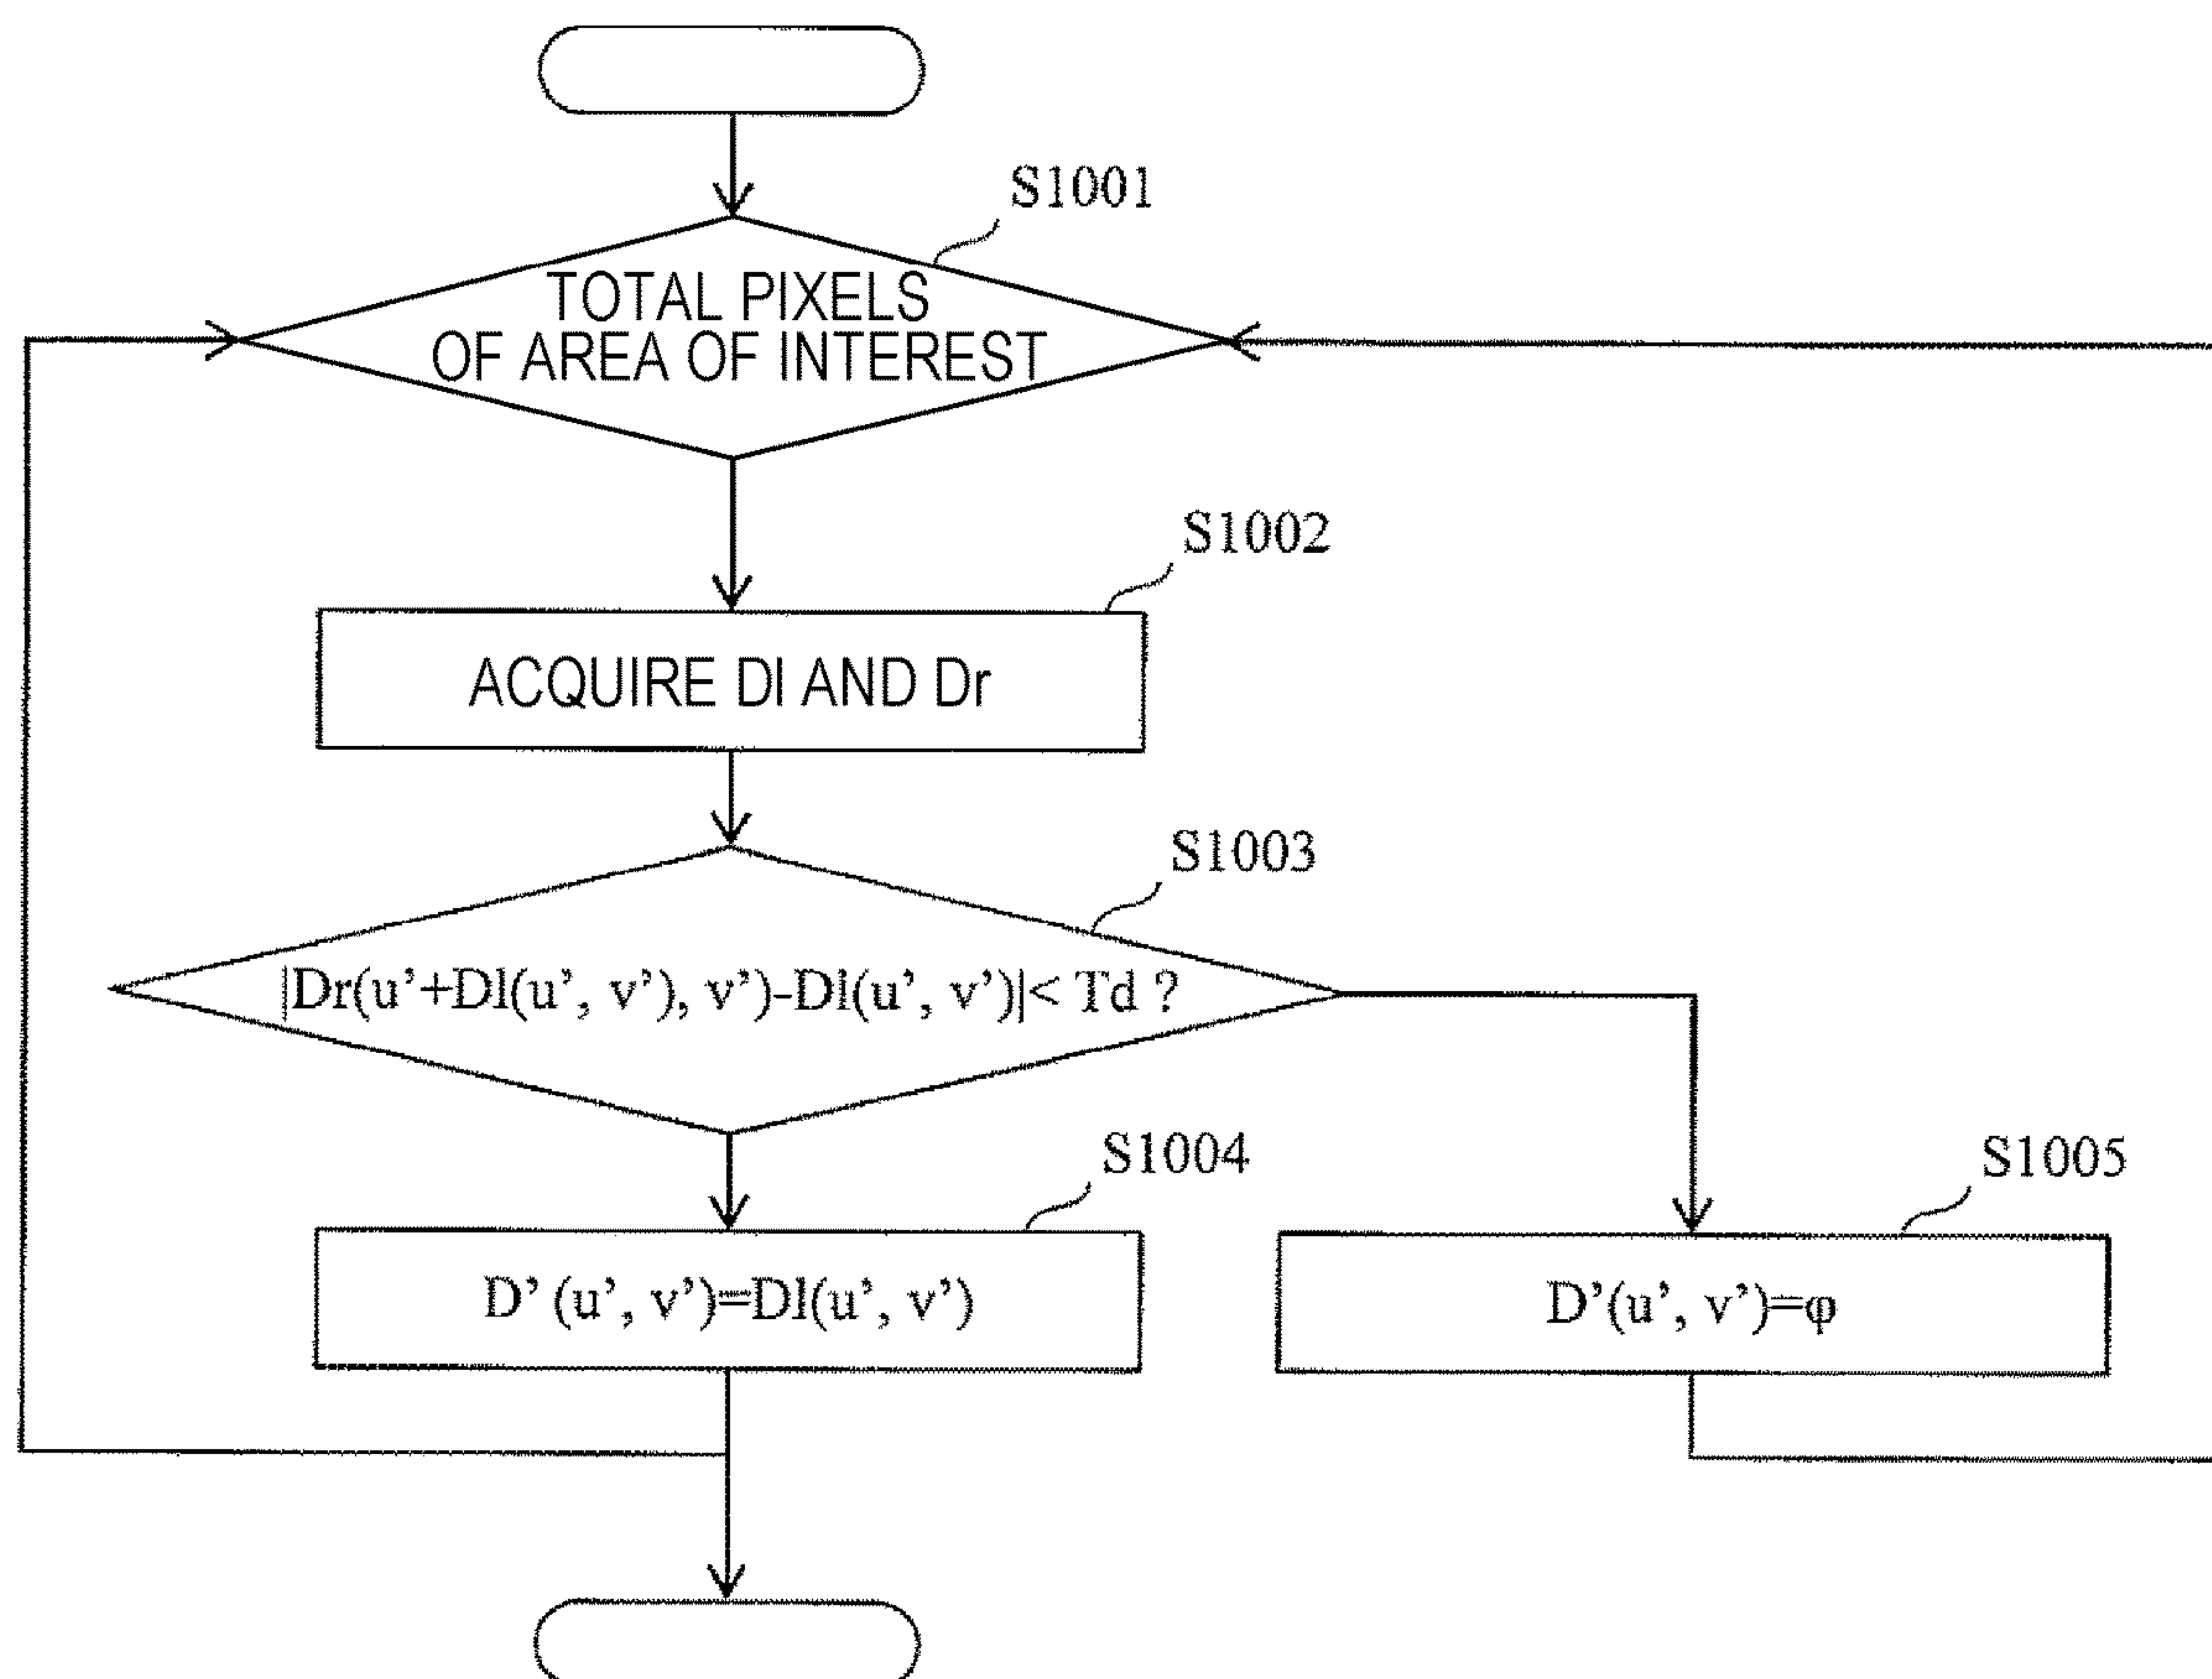 S1001
TOTAL PIXELS
OF AREA OF INTEREST
S1002
ACQUIRE Dl AND Dr
S1003
|Dr(u’+Dl(u’, v’), v’)-Dl(u’, v’)|< Td ?
S1004
D’ (u’, v’)=Dl(u’, v’)
S1005
D’(u’, v’)=φ